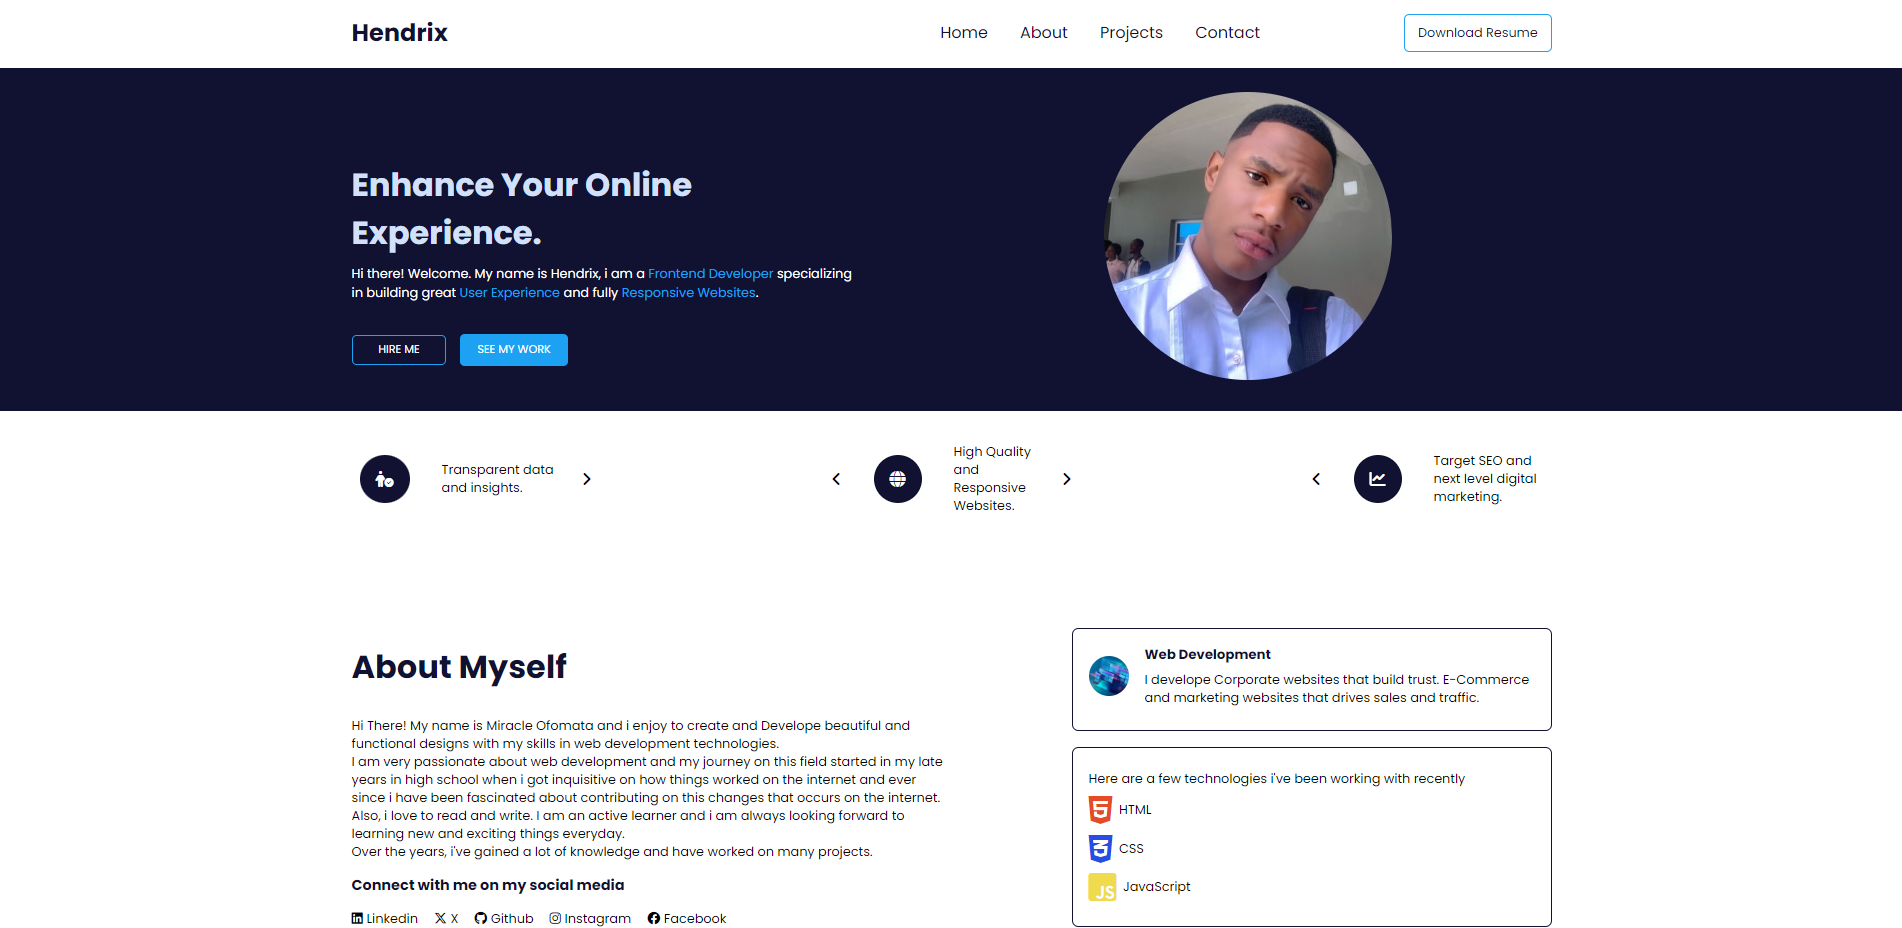 Hendrix
Home
About
Projects
Contact
Download Resume
Enhance Your Online
Experience.
Hi there! Welcome. My name is Hendrix, i am a Frontend Developer specializing
in building great User Experience and fully Responsive Websites.
HIRE ME
SEE MY WORK
Transparent data
and insights.
High Quality
and
Responsive
Websites.
Target SEO and
next level digital
marketing.
About Myself
Hi There! My name is Miracle Ofomata and i enjoy to create and Develope beautiful and
functional designs with my skills in web development technologies.
I am very passionate about web development and my journey on this field started in my late
years in high school when i got inquisitive on how things worked on the internet and ever
since i have been fascinated about contributing on this changes that occurs on the internet.
Also, i love to read and write. I am an active learner and i am always looking forward to
learning new and exciting things everyday.
Over the years, i've gained a lot of knowledge and have worked on many projects.
Connect with me on my social media
Linkedin
X
Github
Instagram
Facebook
Web Development
I develope Corporate websites that build trust. E-Commerce
and marketing websites that drives sales and traffic.
Here are a few technologies i've been working with recently
HTML
CSS
JS JavaScript